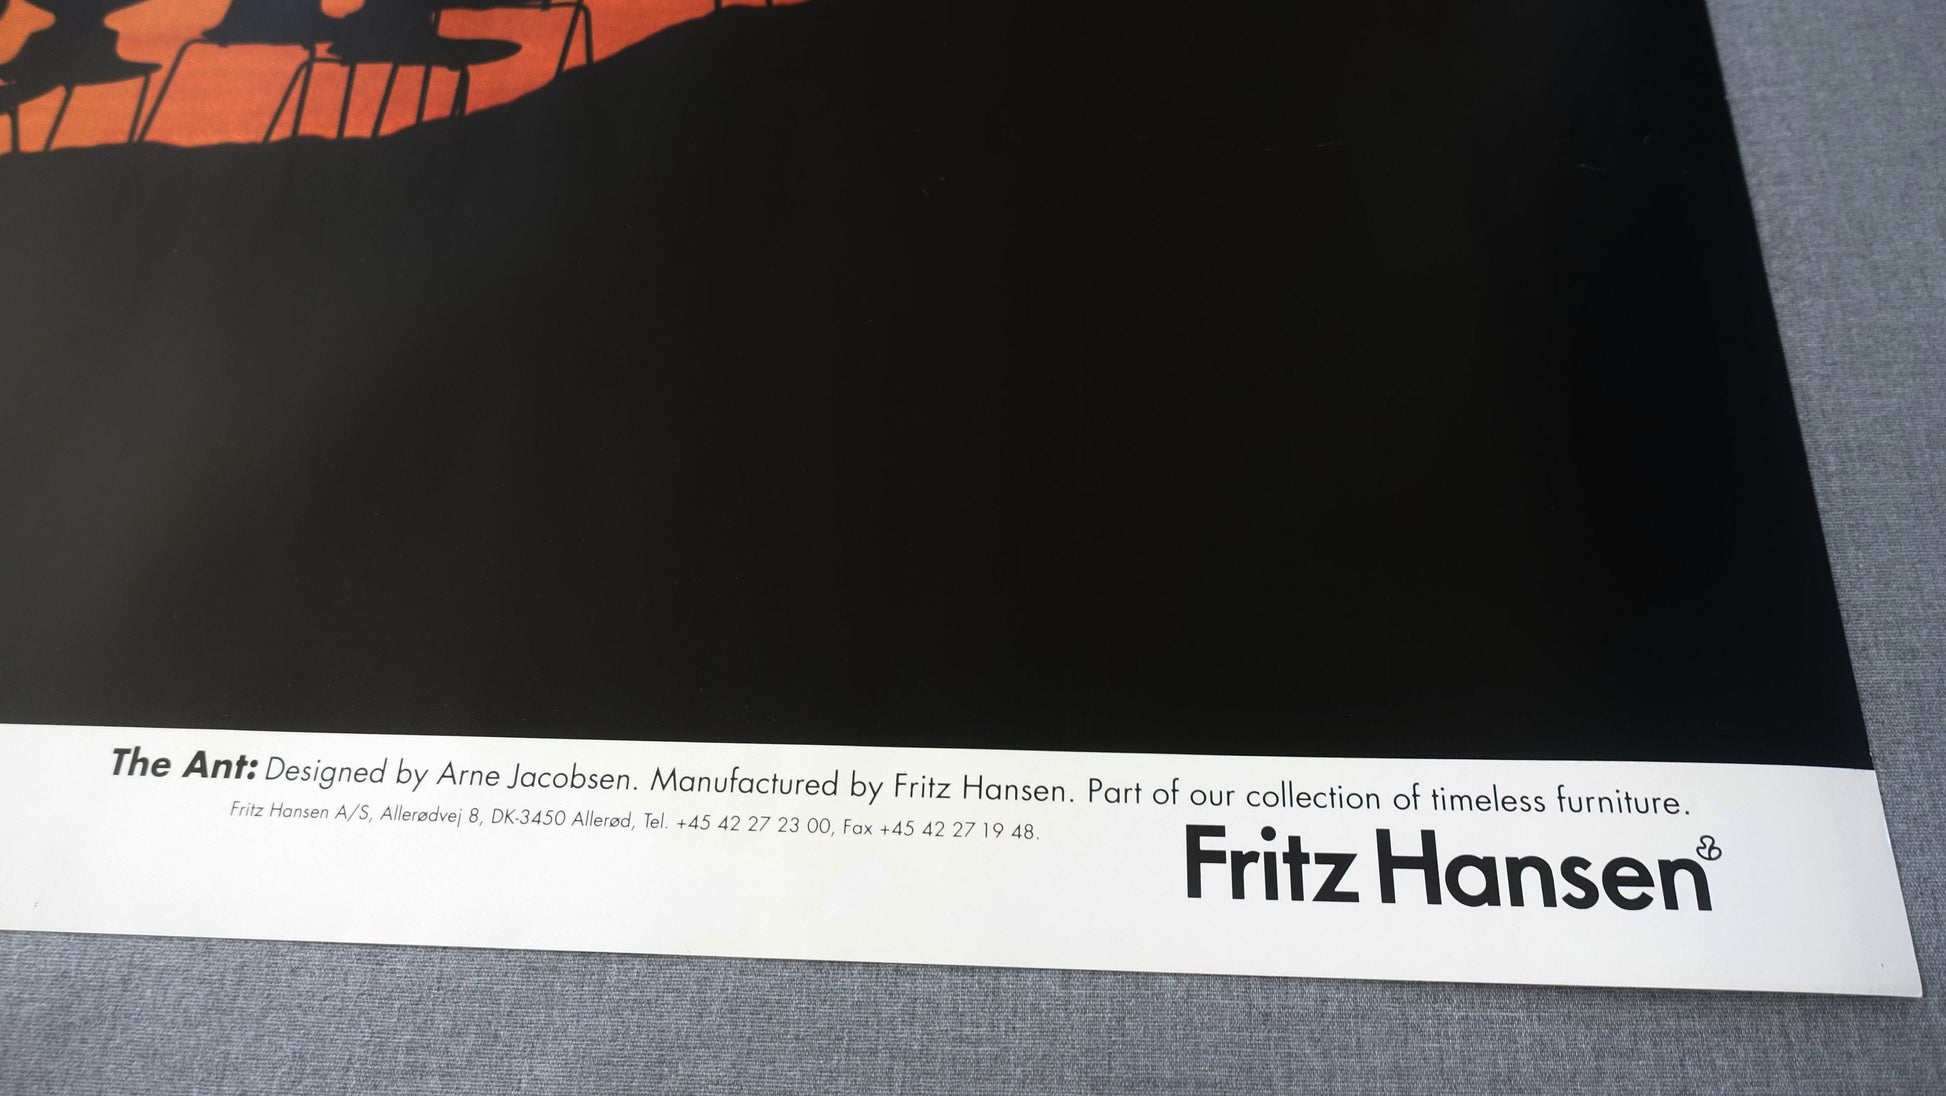 The Ant: Designed by Arne Jacobsen. Manufactured by Fritz Hansen. Part of our collection of timeless furniture.
Fritz Hansen A/S, Allerødvej 8, DK-3450 Allerød, Tel. +45 42 27 23 00, Fax +45 42 27 19 48.
Fritz Hansen